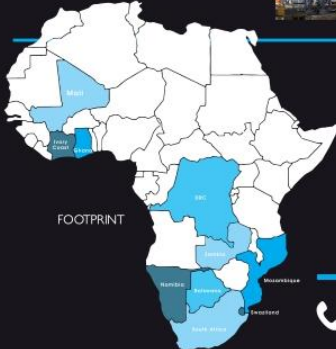 Mali
Ivory
Coast
Ghana
DRC
FOOTPRINT
Zambia
Mozambique
Namibia
Botswana
Swaziland
South Africa